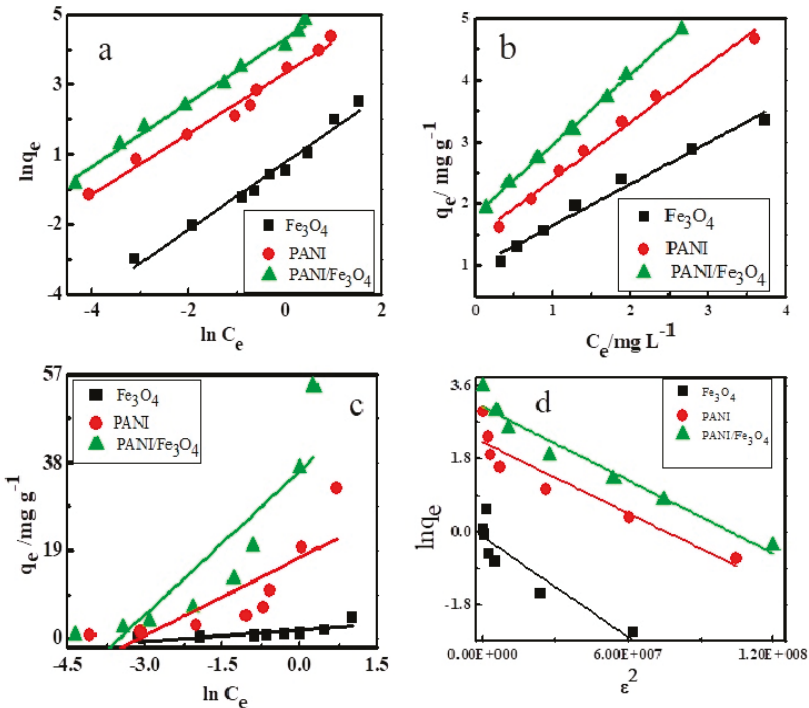 a
5
4
1
-2
-4
lnqe
-4
-2
0
2
ln Ce
Fe3O4
PANI
PANI/Fe3O4
b
5
4
3
2
1
qe/ mg g-1
0
1
2
3
4
Ce/mg L-1
Fe3O4
PANI
PANI/Fe3O4
c
57
38
19
0
qe /mg g-1
-4.5
-3.0
-1.5
0.0
1.5
ln Ce
Fe3O4
PANI
PANI/Fe3O4
d
3.6
1.8
0.0
-1.8
lnqe
0.00E+000
6.00E+007
1.20E+008
ε2
Fe3O4
PANI
PANI/Fe3O4